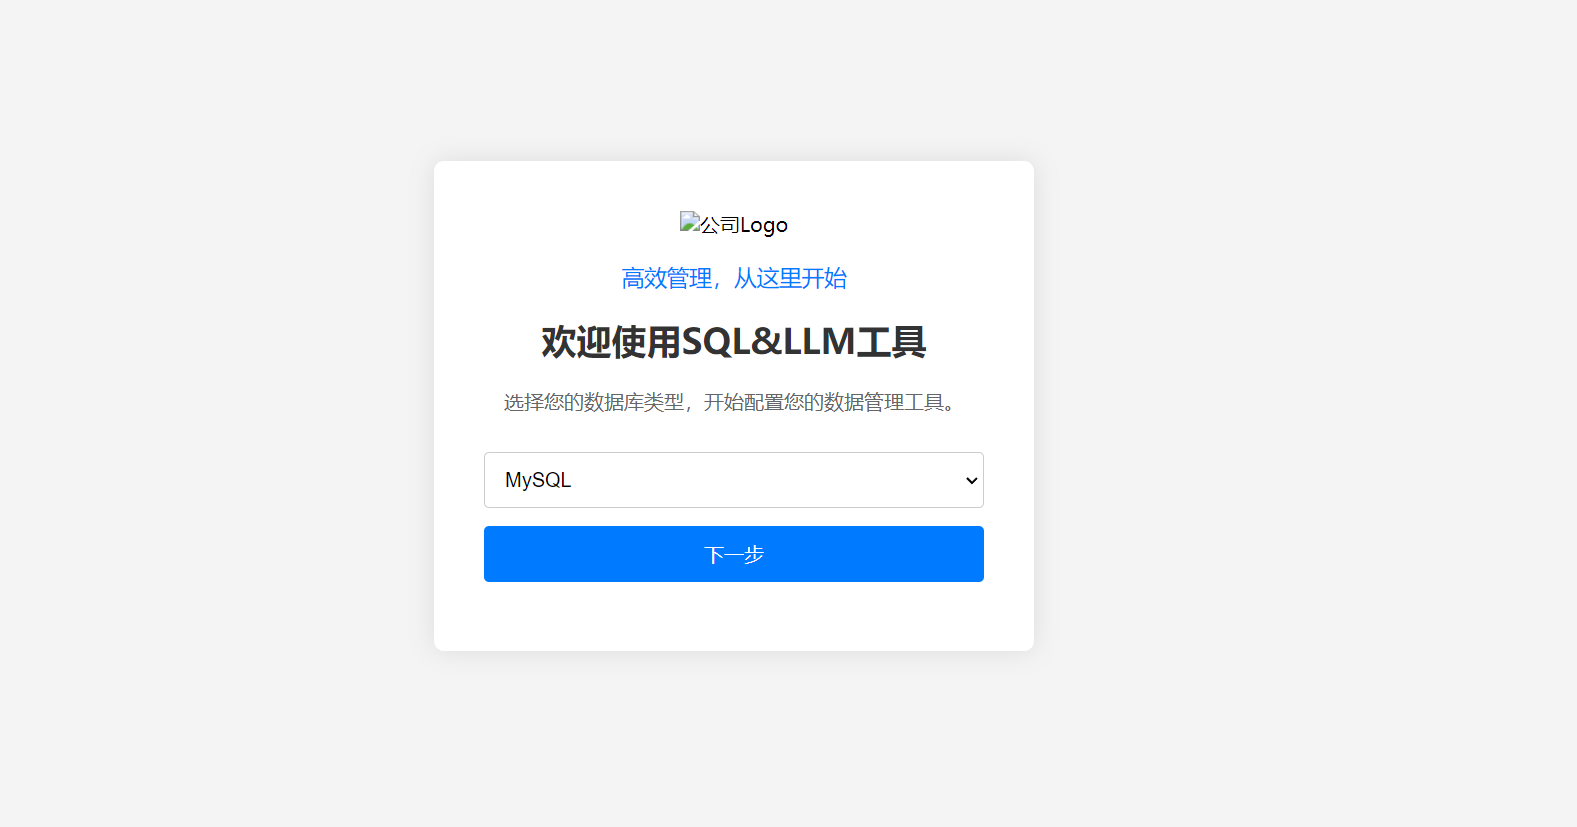 公司Logo
高效管理，从这里开始
欢迎使用SQL&LLM工具
选择您的数据库类型，开始配置您的数据管理工具。
MySQL
下一步